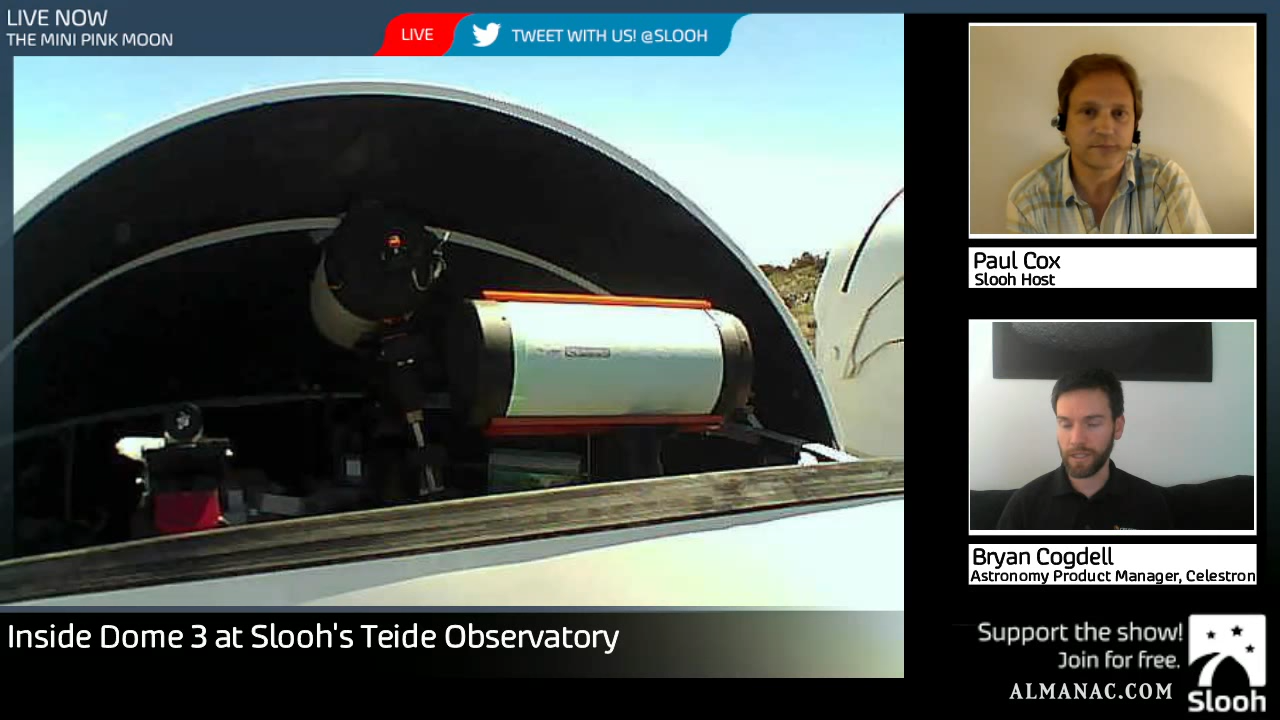 LIVE NOW
THE MINI PINK MOON
LIVE
TWEET WITH US! @SLOOH
Paul Cox
Slooh Host
Bryan Cogdell
Astronomy Product Manager, Celestron
Inside Dome 3 at Slooh's Teide Observatory
Support the show!
Join for free.
ALMANAC.COM
Slooh